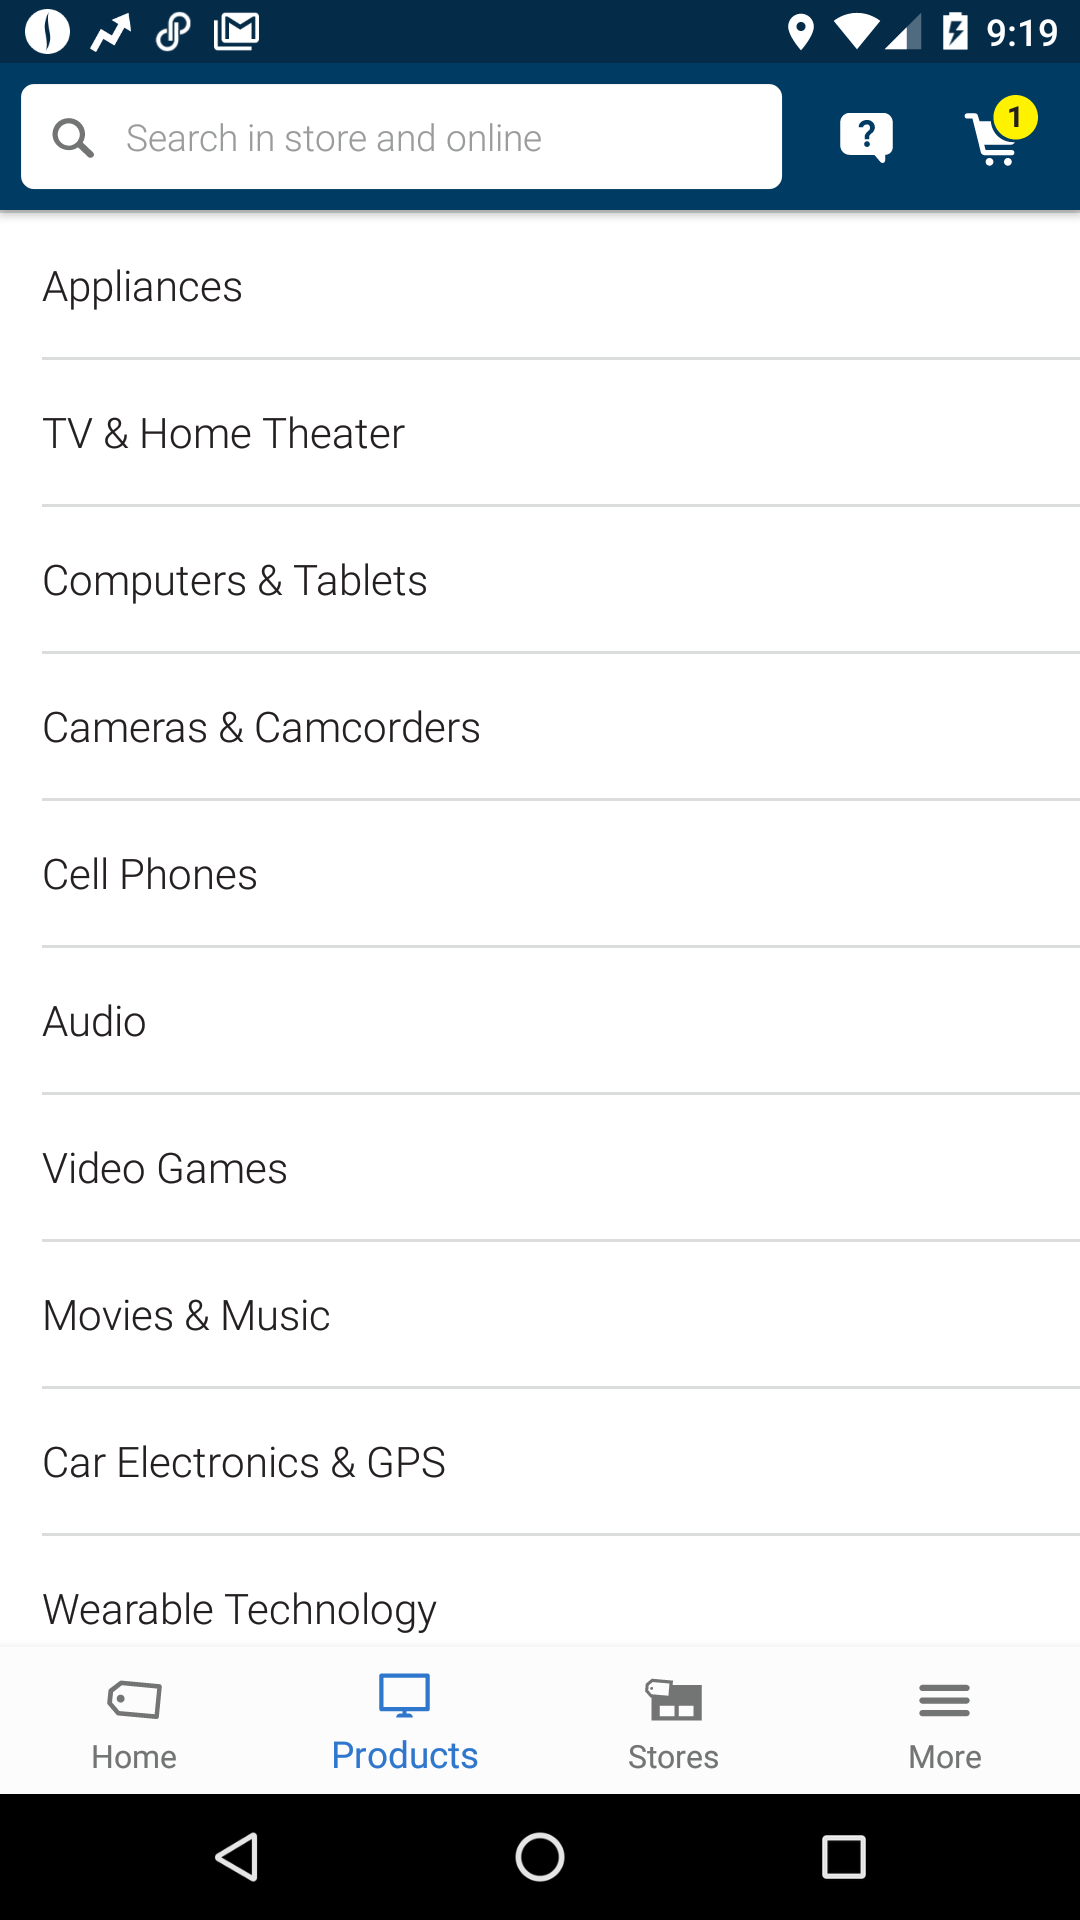 9:19
Search in store and online
?
1
Appliances
TV & Home Theater
Computers & Tablets
Cameras & Camcorders
Cell Phones
Audio
Video Games
Movies & Music
Car Electronics & GPS
Wearable Technology
Home
Products
Stores
More